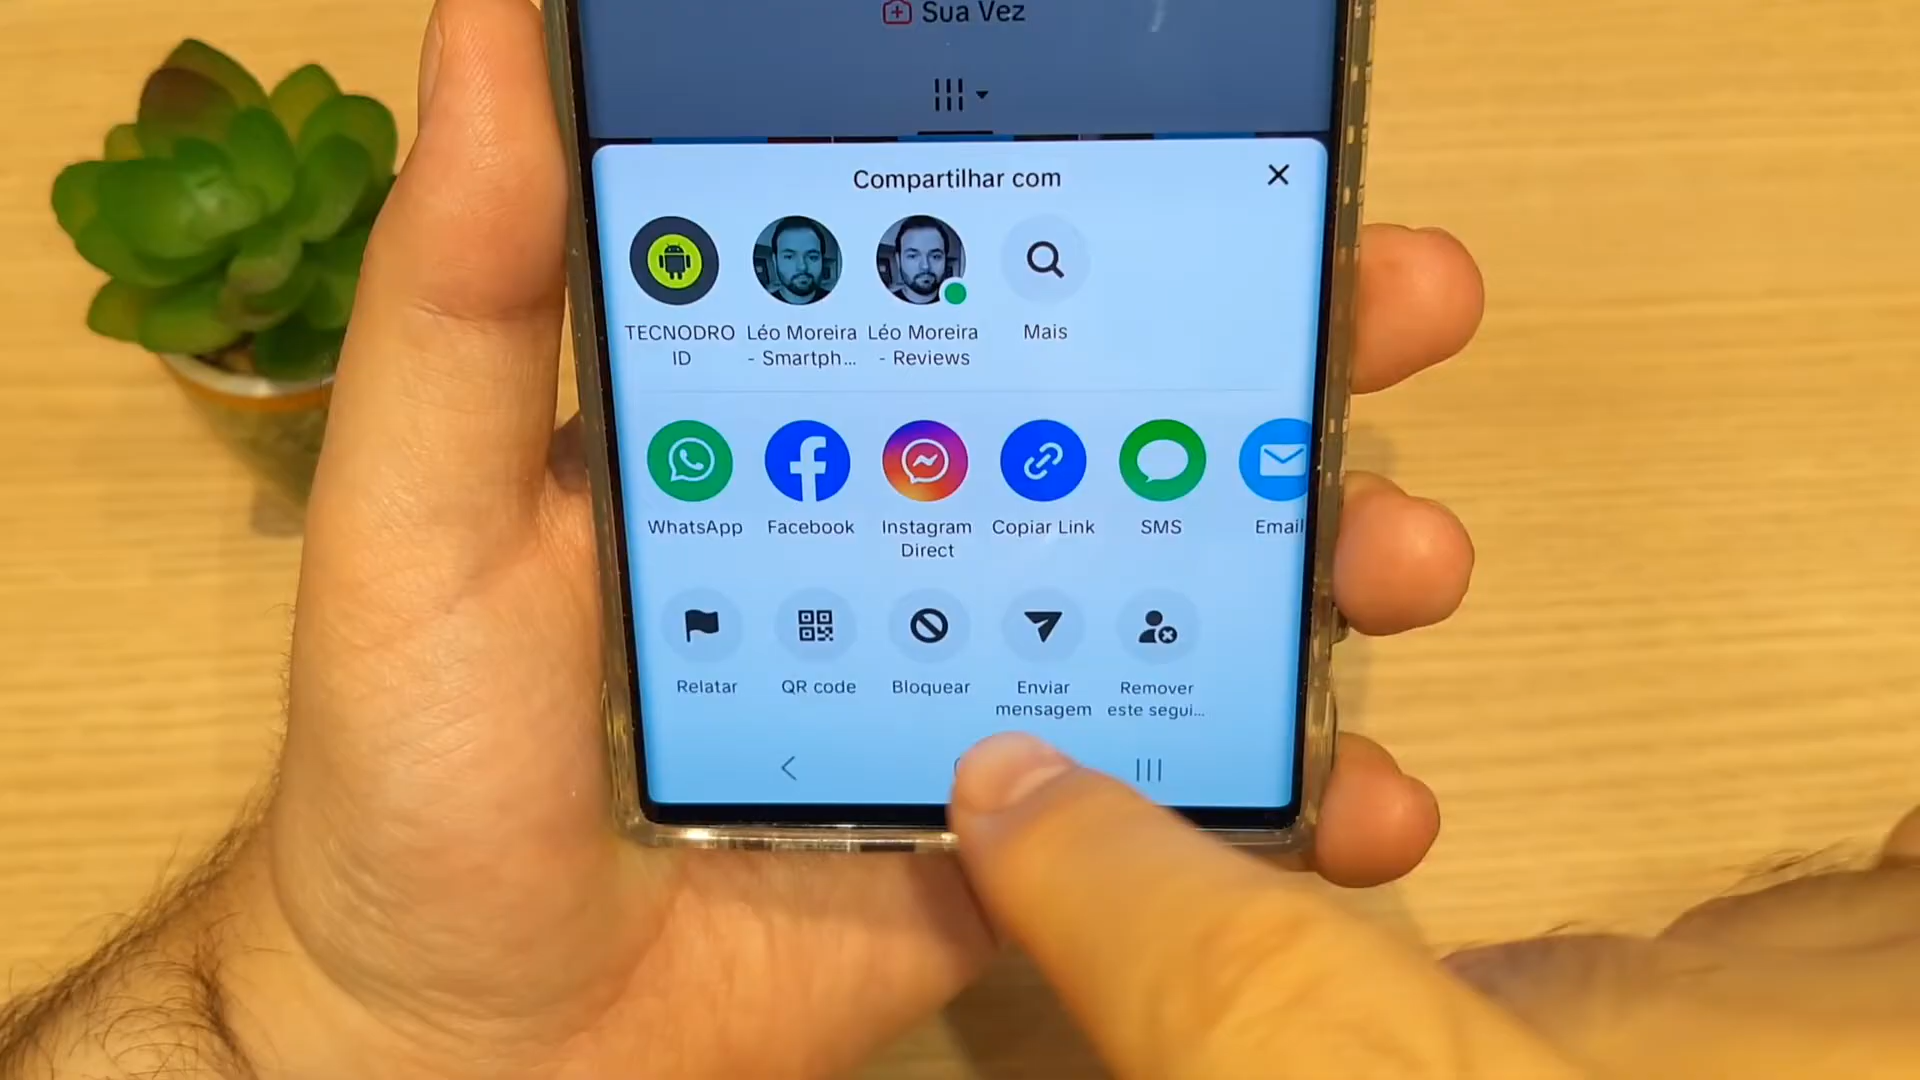 Sua Vez
Compartilhar com
TECNODRO
ID
Léo Moreira
- Smartph...
Léo Moreira
- Reviews
Mais
WhatsApp
Facebook
Instagram
Direct
Copiar Link
SMS
Email
Relatar
QR code
Bloquear
Enviar
mensagem
Remover
este segui...